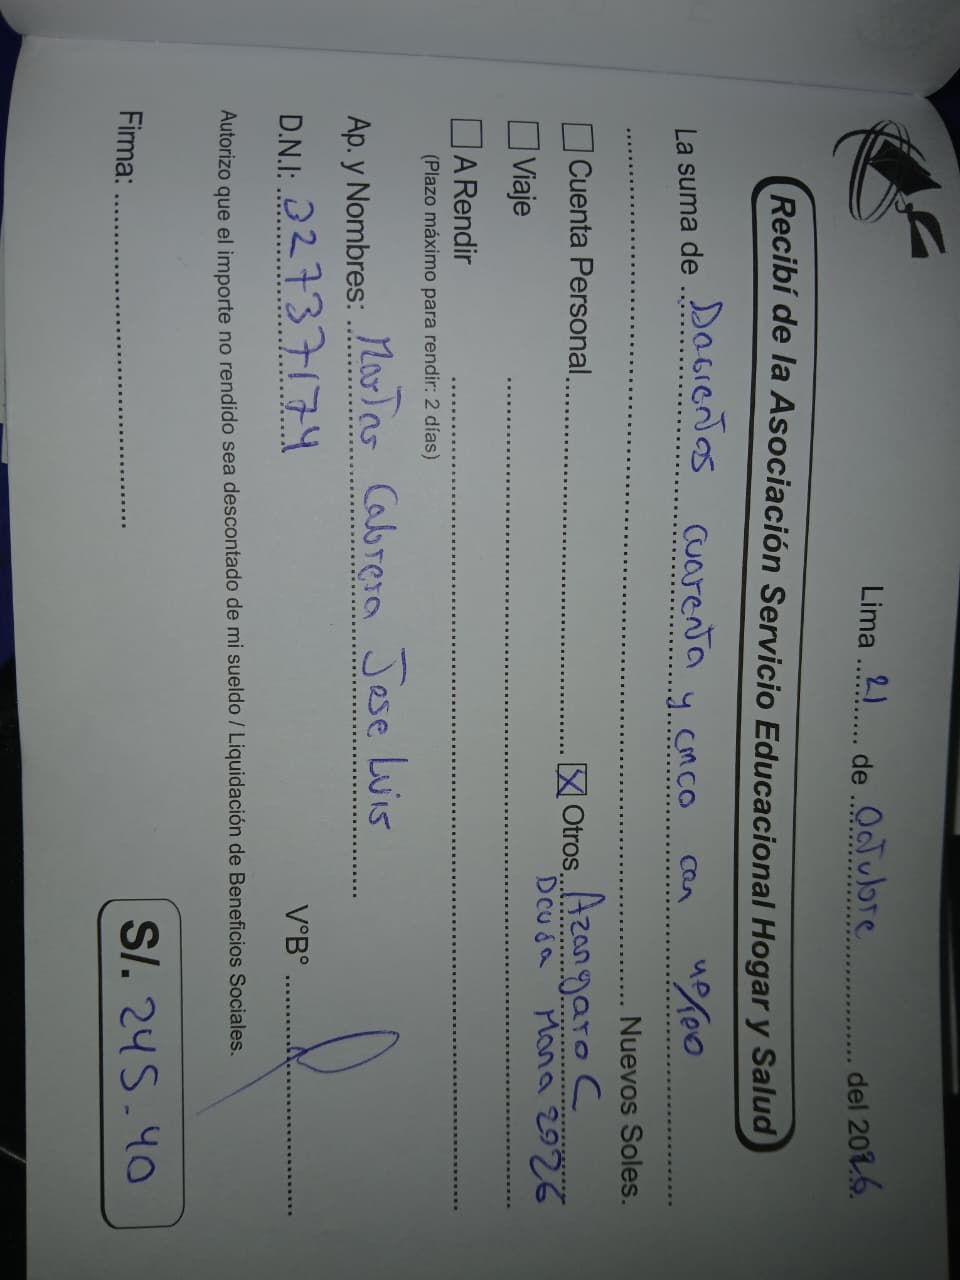 Lima ..21.. de ..Octubre.. del 2026
Recibí de la Asociación Servicio Educacional Hogar y Salud
La suma de ..Doscientos cuarenta y cinco con 40/100
Nuevos Soles.
☐ Cuenta Personal ☒ Otros Azangaro C
☐ Viaje Deuda Mana 2026
☐ A Rendir
(Plazo máximo para rendir: 2 días)
Ap. y Nombres: Cabrera Jose Luis
D.N.I: 32737174 V°B°
Autorizo que el importe no rendido sea descontado de mi sueldo / Liquidación de Beneficios Sociales.
Firma:
S/. 245-40